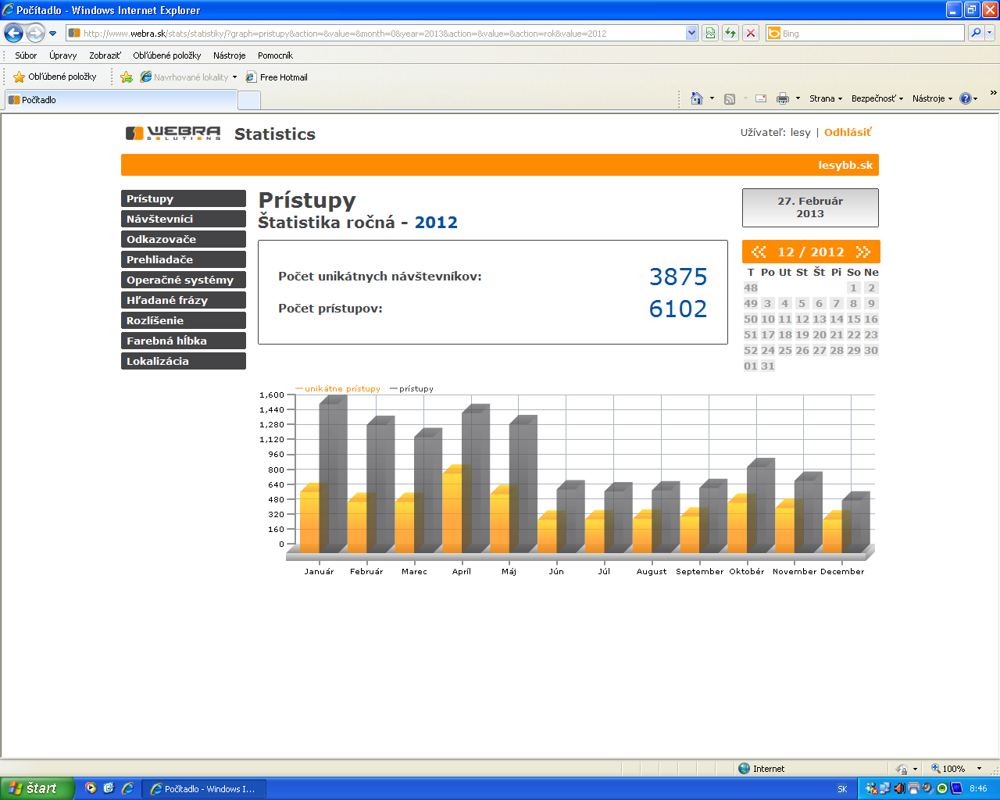 Počítadlo - Windows Internet Explorer
http://www.webra.sk/stats/statistiky/?graph=pristupy&action=&value=&month=0&year=2013&action=&value=&action=rok&value=2012
Bing
Súbor Úpravy Zobraziť Obľúbené položky Nástroje Pomocník
Obľúbené položky Navrhované lokality Free Hotmail
Počítadlo
Strana Bezpečnosť Nástroje
WEBRA SOLUTIONS Statistics
Užívateľ: lesy | Odhlásiť
lesybb.sk
Prístupy
Návštevníci
Odkazovače
Prehliadače
Operačné systémy
Hľadané frázy
Rozlíšenie
Farebná hĺbka
Lokalizácia
Prístupy
Štatistika ročná - 2012
Počet unikátnych návštevníkov: 3875
Počet prístupov: 6102
27. Február
2013
12 / 2012
T Po Ut St Št Pi So Ne
48 1 2
49 3 4 5 6 7 8 9
50 10 11 12 13 14 15 16
51 17 18 19 20 21 22 23
52 24 25 26 27 28 29 30
01 31
unikátne prístupy prístupy
1,600
1,440
1,280
1,120
960
800
640
480
320
160
0
Január Február Marec Apríl Máj Jún Júl August September Október November December
Internet 100%
štart Počítadlo - Windows I... SK 8:46